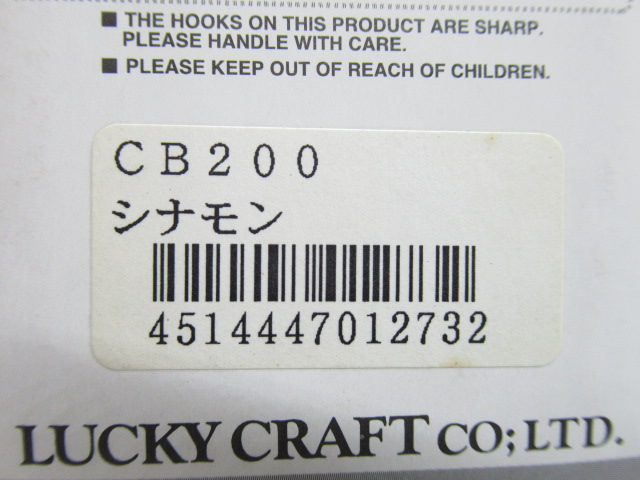 ■ THE HOOKS ON THIS PRODUCT ARE SHARP.
PLEASE HANDLE WITH CARE.
■ PLEASE KEEP OUT OF REACH OF CHILDREN.
CB200
シナモン
4514447012732
LUCKY CRAFT CO;LTD.